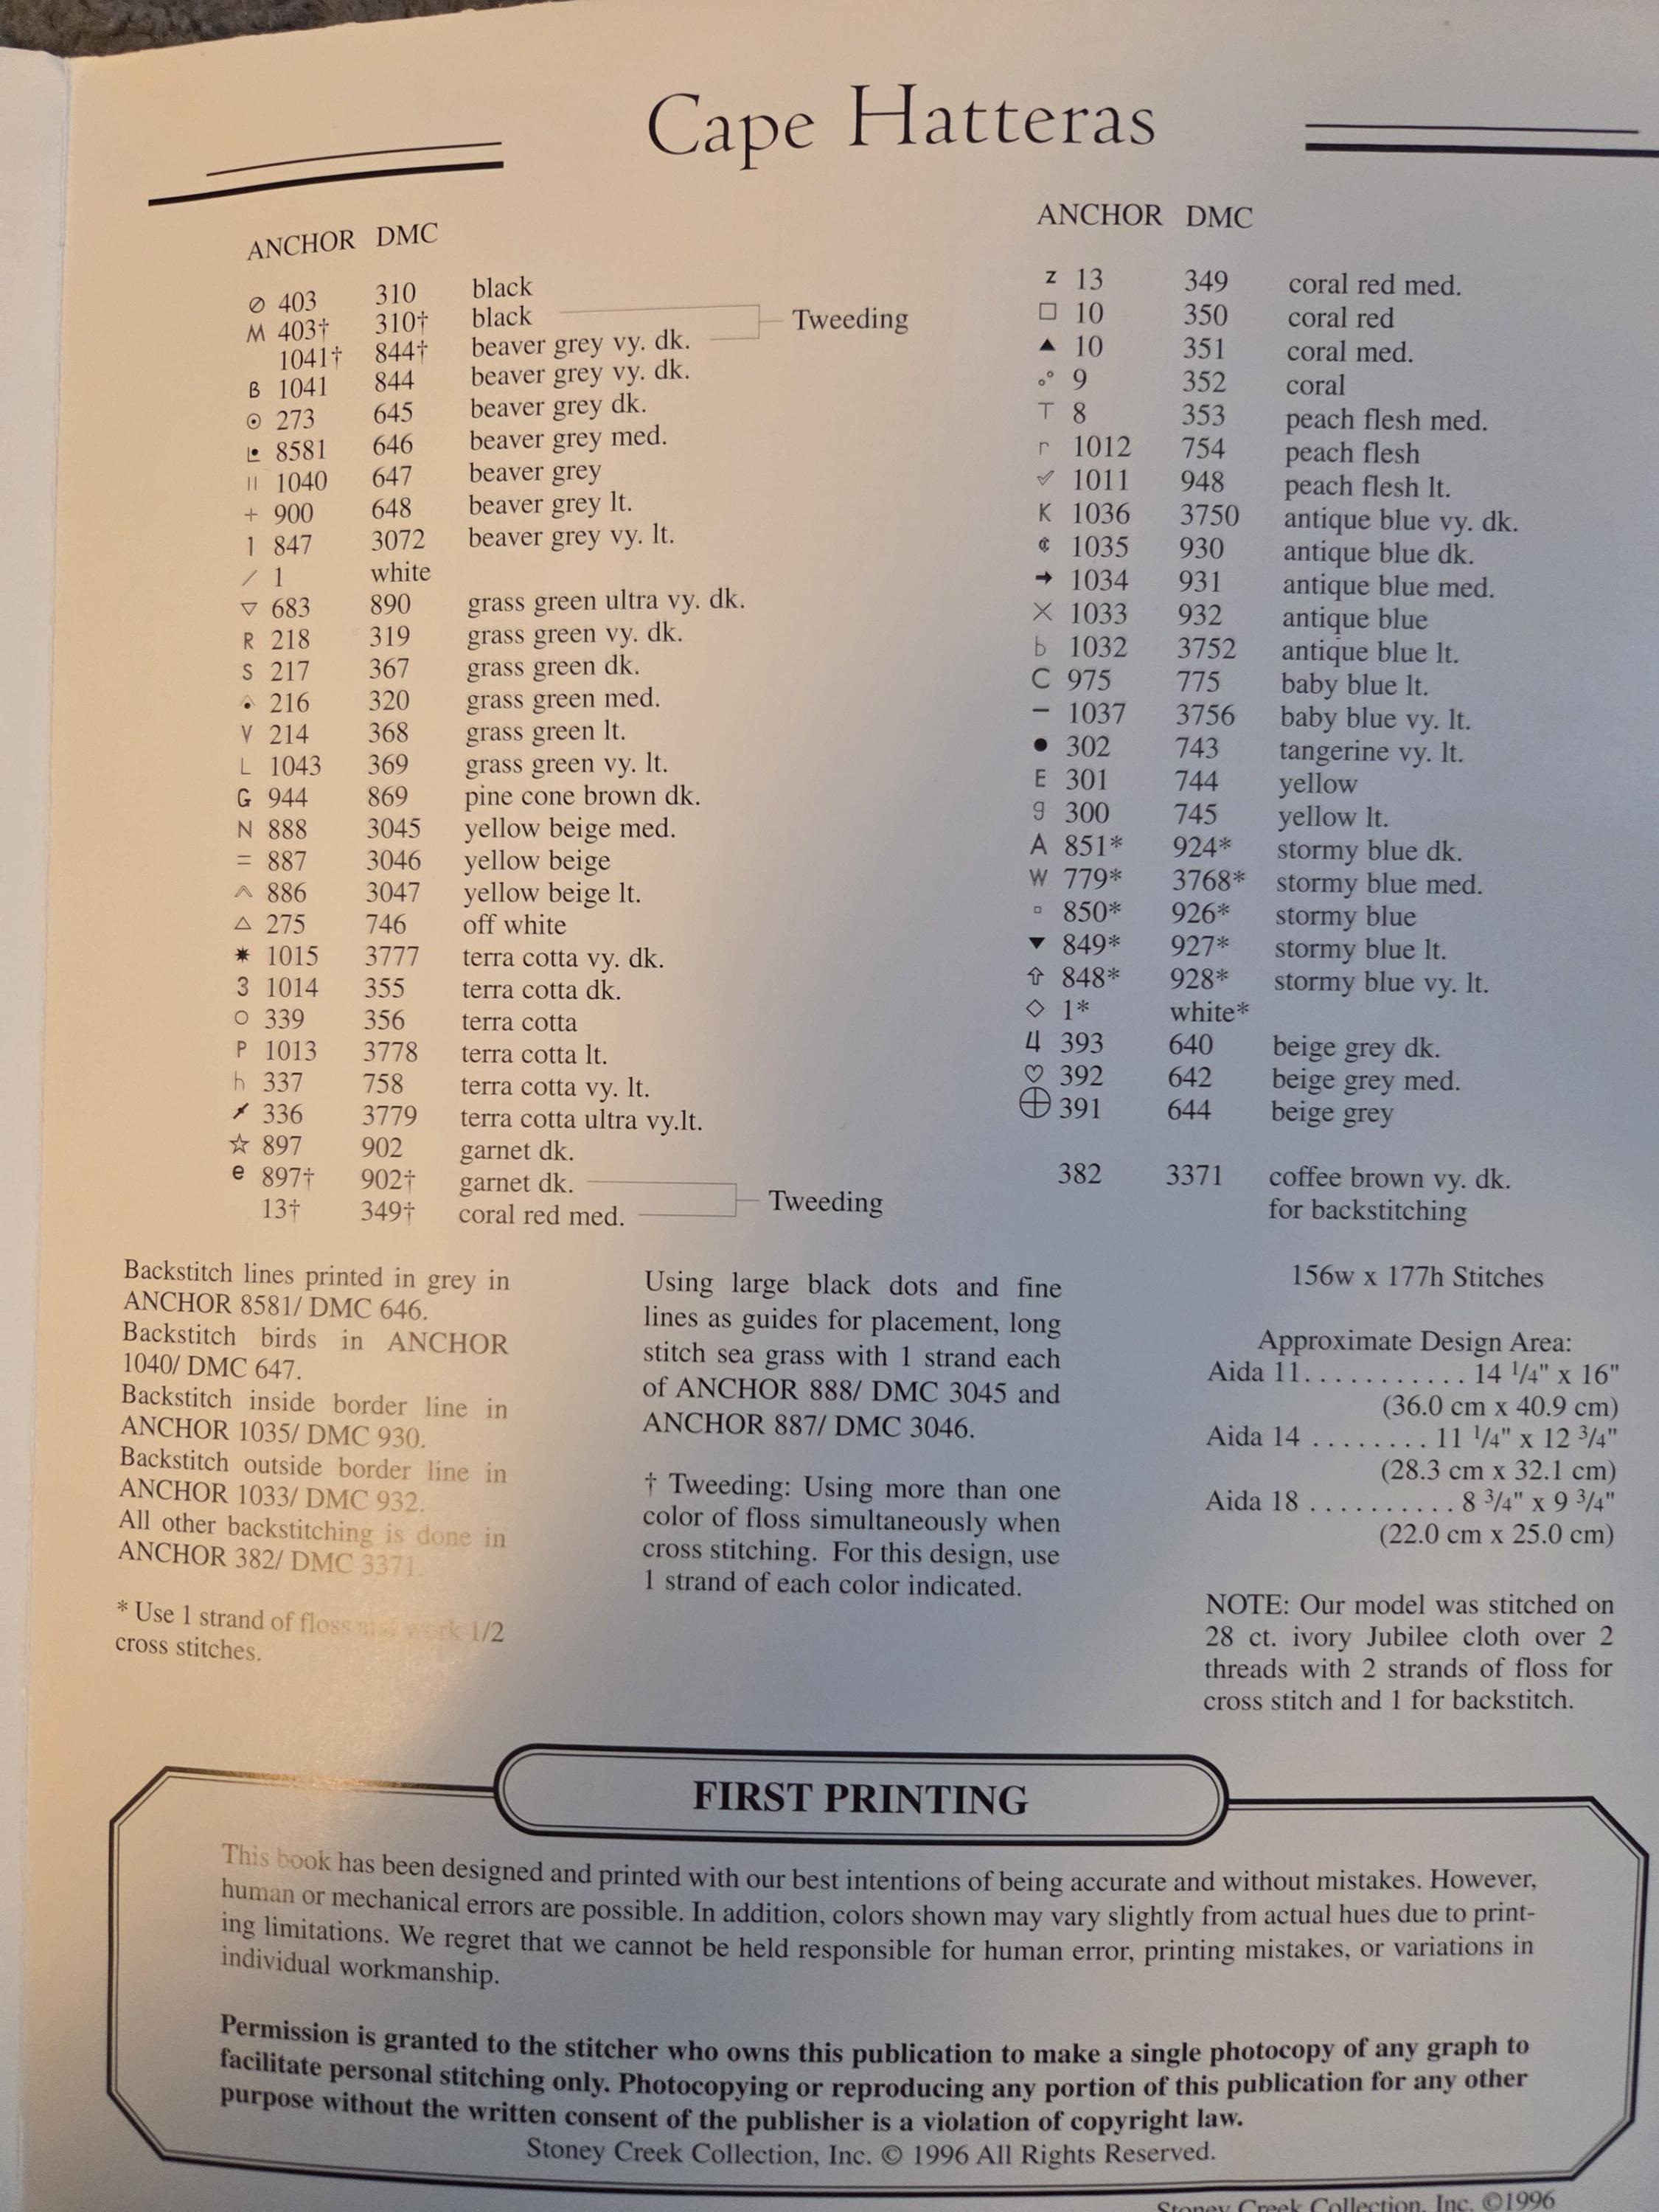 Cape Hatteras
ANCHOR DMC
⊘ 403 310 black
M 403† 310† black
1041† 844† beaver grey vy. dk.
Tweeding
B 1041 844 beaver grey vy. dk.
⊙ 273 645 beaver grey dk.
8581 646 beaver grey med.
II 1040 647 beaver grey
+ 900 648 beaver grey lt.
1 847 3072 beaver grey vy. lt.
/ 1 white
▽ 683 890 grass green ultra vy. dk.
R 218 319 grass green vy. dk.
S 217 367 grass green dk.
216 320 grass green med.
V 214 368 grass green lt.
L 1043 369 grass green vy. lt.
G 944 869 pine cone brown dk.
N 888 3045 yellow beige med.
= 887 3046 yellow beige
^ 886 3047 yellow beige lt.
△ 275 746 off white
✷ 1015 3777 terra cotta vy. dk.
3 1014 355 terra cotta dk.
○ 339 356 terra cotta
P 1013 3778 terra cotta lt.
h 337 758 terra cotta vy. lt.
336 3779 terra cotta ultra vy.lt.
☆ 897 902 garnet dk.
e 897† 902† garnet dk.
13† 349† coral red med.
Tweeding
ANCHOR DMC
z 13 349 coral red med.
□ 10 350 coral red
▲ 10 351 coral med.
9 352 coral
T 8 353 peach flesh med.
r 1012 754 peach flesh
✓ 1011 948 peach flesh lt.
K 1036 3750 antique blue vy. dk.
¢ 1035 930 antique blue dk.
→ 1034 931 antique blue med.
X 1033 932 antique blue
b 1032 3752 antique blue lt.
C 975 775 baby blue lt.
− 1037 3756 baby blue vy. lt.
● 302 743 tangerine vy. lt.
E 301 744 yellow
g 300 745 yellow lt.
A 851* 924* stormy blue dk.
W 779* 3768* stormy blue med.
▫ 850* 926* stormy blue
▼ 849* 927* stormy blue lt.
⇧ 848* 928* stormy blue vy. lt.
◇ 1* white*
4 393 640 beige grey dk.
♡ 392 642 beige grey med.
⊕ 391 644 beige grey
382 3371 coffee brown vy. dk.
for backstitching
Backstitch lines printed in grey in
ANCHOR 8581/ DMC 646.
Backstitch birds in ANCHOR
1040/ DMC 647.
Backstitch inside border line in
ANCHOR 1035/ DMC 930.
Backstitch outside border line in
ANCHOR 1033/ DMC 932.
All other backstitching is done in
ANCHOR 382/ DMC 3371.
* Use 1 strand of floss and work 1/2
cross stitches.
Using large black dots and fine
lines as guides for placement, long
stitch sea grass with 1 strand each
of ANCHOR 888/ DMC 3045 and
ANCHOR 887/ DMC 3046.
† Tweeding: Using more than one
color of floss simultaneously when
cross stitching. For this design, use
1 strand of each color indicated.
156w x 177h Stitches
Approximate Design Area:
Aida 11. . . . . . . . . . . 14 1/4" x 16"
(36.0 cm x 40.9 cm)
Aida 14 . . . . . . . . 11 1/4" x 12 3/4"
(28.3 cm x 32.1 cm)
Aida 18 . . . . . . . . . . 8 3/4" x 9 3/4"
(22.0 cm x 25.0 cm)
NOTE: Our model was stitched on
28 ct. ivory Jubilee cloth over 2
threads with 2 strands of floss for
cross stitch and 1 for backstitch.
FIRST PRINTING
This book has been designed and printed with our best intentions of being accurate and without mistakes. However,
human or mechanical errors are possible. In addition, colors shown may vary slightly from actual hues due to print-
ing limitations. We regret that we cannot be held responsible for human error, printing mistakes, or variations in
individual workmanship.
Permission is granted to the stitcher who owns this publication to make a single photocopy of any graph to
facilitate personal stitching only. Photocopying or reproducing any portion of this publication for any other
purpose without the written consent of the publisher is a violation of copyright law.
Stoney Creek Collection, Inc. © 1996 All Rights Reserved.
Stoney Creek Collection, Inc. ©1996